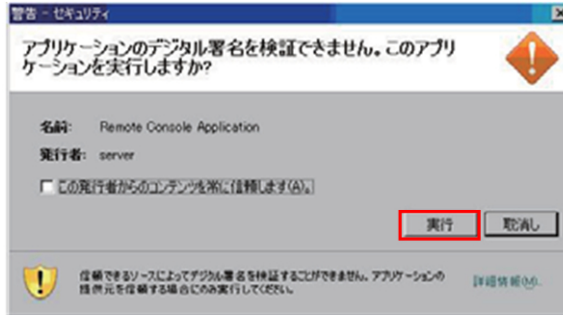 警告 - セキュリティ
アプリケーションのデジタル署名を検証できません。このアプリ
ケーションを実行しますか?
名前: Remote Console Application
発行者: server
この発行者からのコンテンツを常に信頼します(A)。
実行 取消し
信頼できるソースによってデジタル署名を検証することができません。アプリケーションの 詳細情報(M)...
提供元を信頼する場合にのみ実行してください。